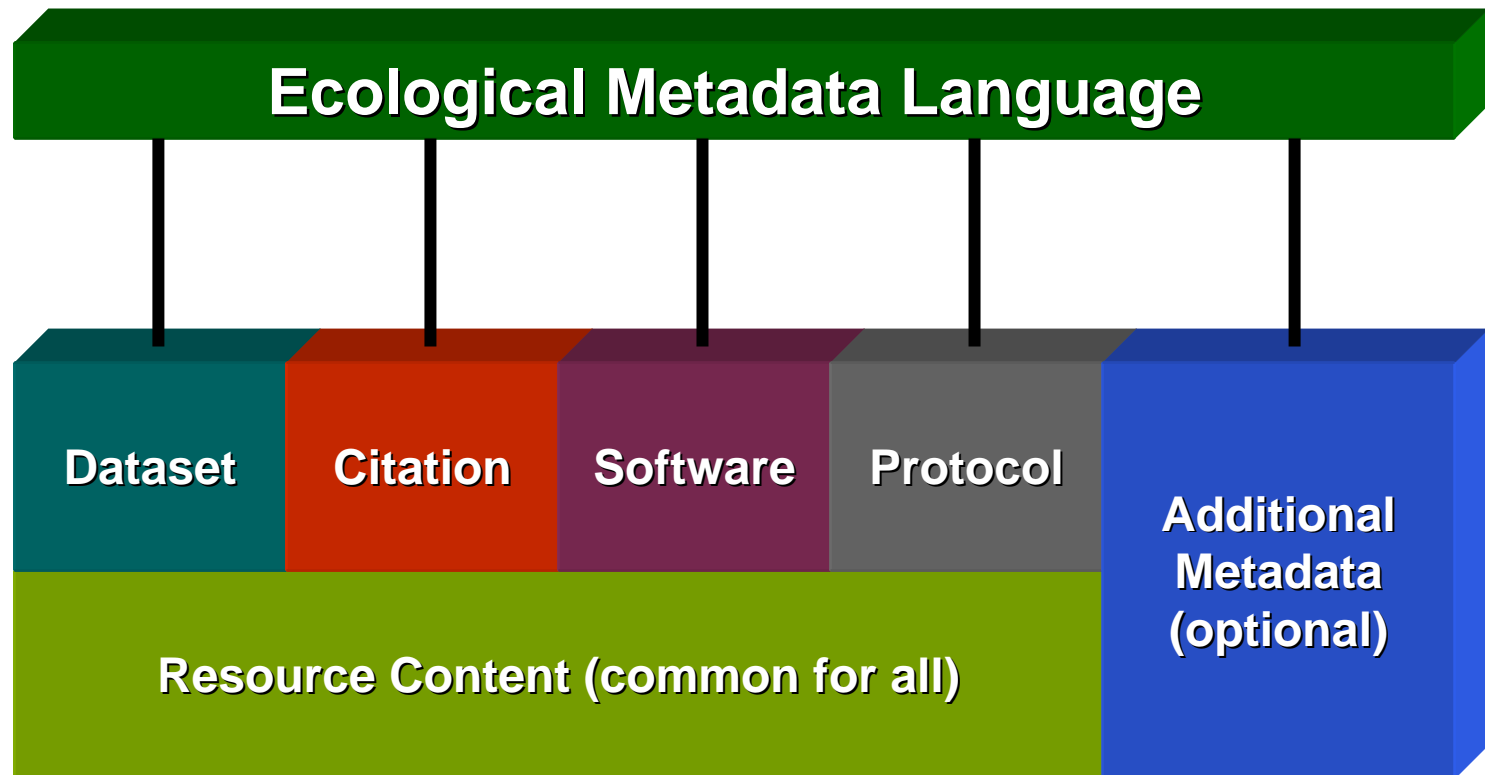 Ecological Metadata Language
Dataset
Citation
Software
Protocol
Additional
Metadata
(optional)
Resource Content (common for all)